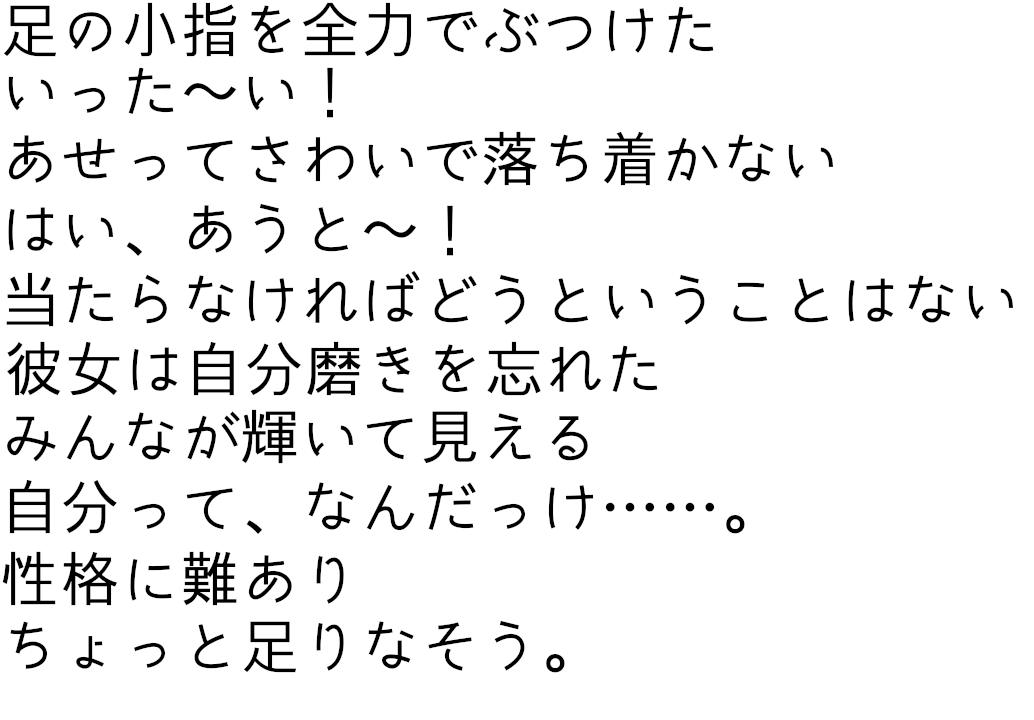 足の小指を全力でぶつけた
いった～い！
あせってさわいで落ち着かない
はい、あうと～！
当たらなければどうということはない
彼女は自分磨きを忘れた
みんなが輝いて見える
自分って、なんだっけ……。
性格に難あり
ちょっと足りなそう。